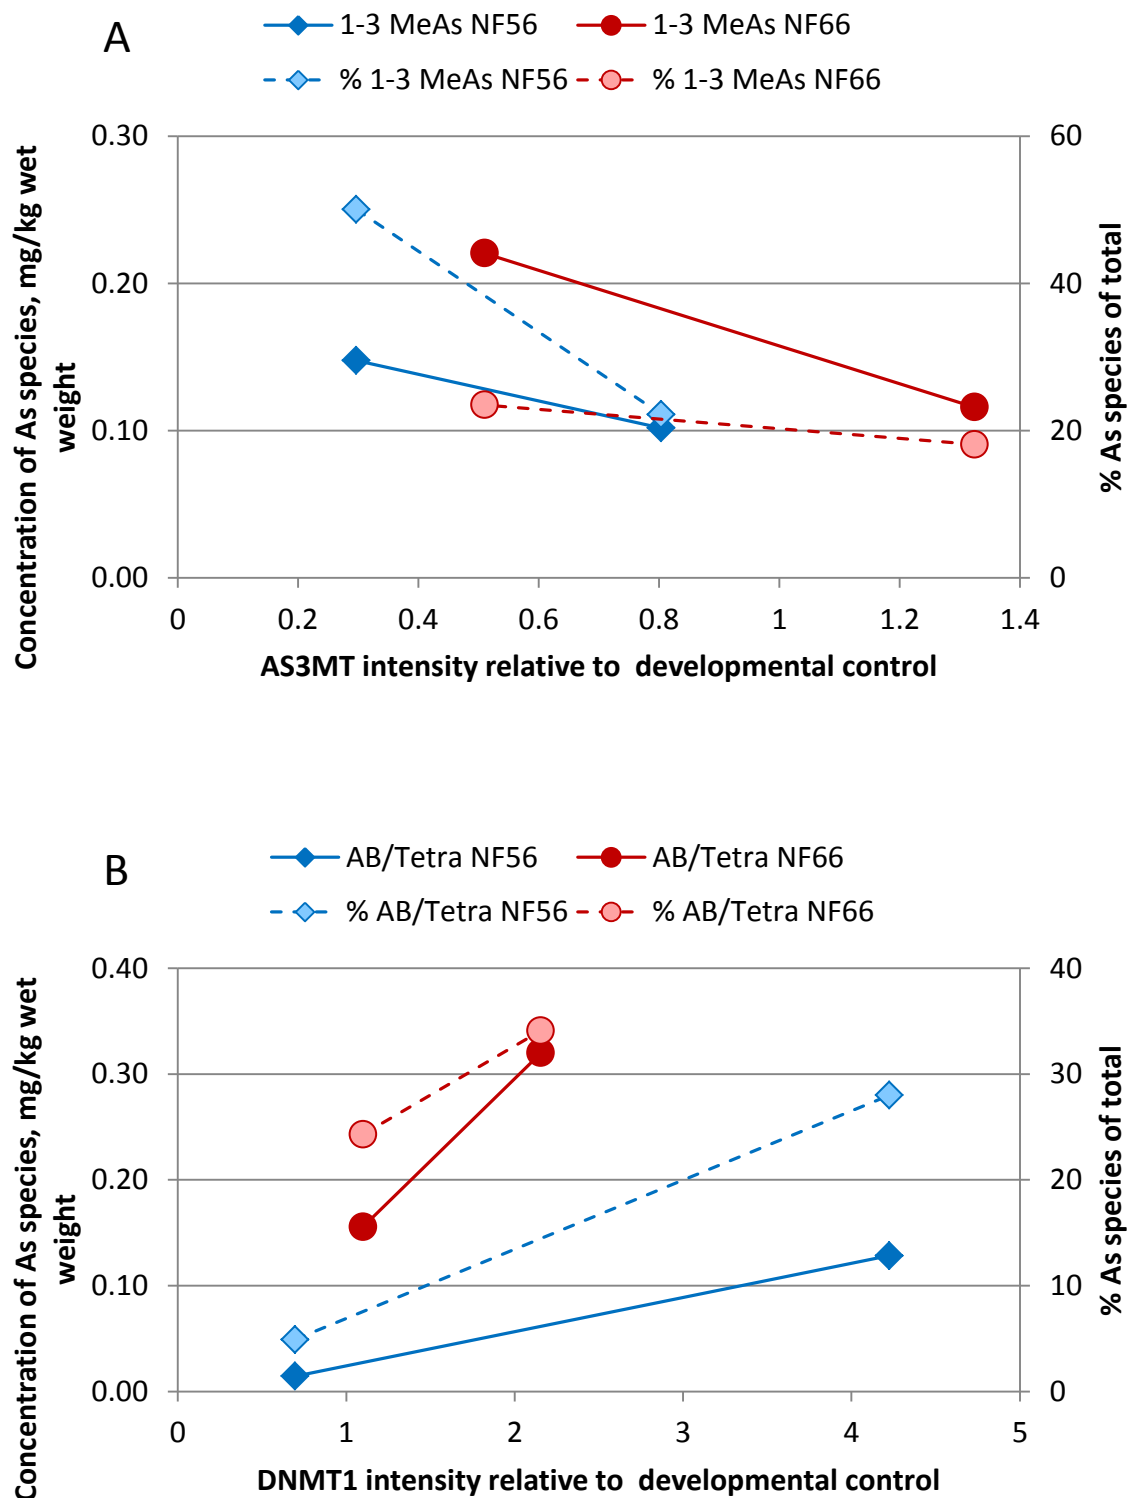 A
1-3 MeAs NF56
1-3 MeAs NF66
% 1-3 MeAs NF56
% 1-3 MeAs NF66
Concentration of As species, mg/kg wet
weight
0.30
0.20
0.10
0.00
60
40
20
0
% As species of total
0
0.2
0.4
0.6
0.8
1
1.2
1.4
AS3MT intensity relative to  developmental control
B
AB/Tetra NF56
AB/Tetra NF66
% AB/Tetra NF56
% AB/Tetra NF66
Concentration of As species, mg/kg wet
weight
0.40
0.30
0.20
0.10
0.00
40
30
20
10
0
% As species of total
0
1
2
3
4
5
DNMT1 intensity relative to  developmental control